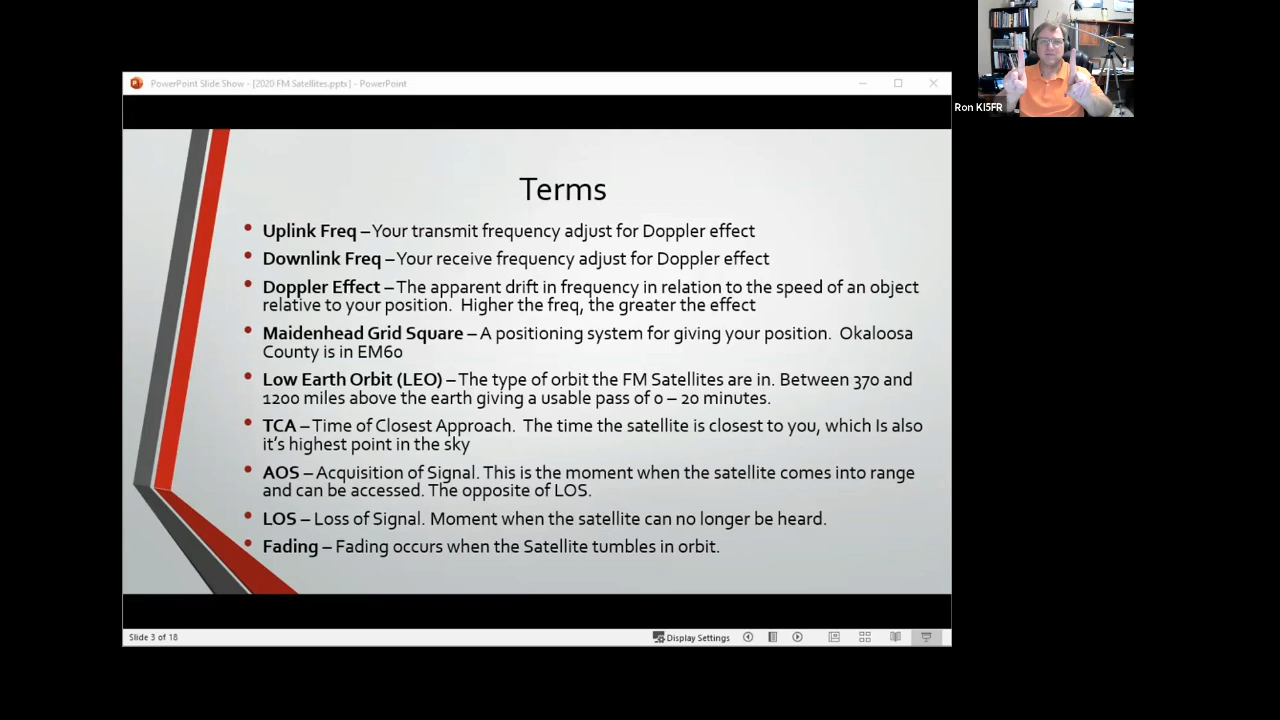 PowerPoint Slide Show - [2020 FM Satellites.pptx] - PowerPoint
Ron KI5FR
Terms
Uplink Freq – Your transmit frequency adjust for Doppler effect
Downlink Freq – Your receive frequency adjust for Doppler effect
Doppler Effect – The apparent drift in frequency in relation to the speed of an object
relative to your position. Higher the freq, the greater the effect
Maidenhead Grid Square – A positioning system for giving your position. Okaloosa
County is in EM60
Low Earth Orbit (LEO) – The type of orbit the FM Satellites are in. Between 370 and
1200 miles above the earth giving a usable pass of 0 – 20 minutes.
TCA – Time of Closest Approach. The time the satellite is closest to you, which Is also
it's highest point in the sky
AOS – Acquisition of Signal. This is the moment when the satellite comes into range
and can be accessed. The opposite of LOS.
LOS – Loss of Signal. Moment when the satellite can no longer be heard.
Fading – Fading occurs when the Satellite tumbles in orbit.
Slide 3 of 18
Display Settings